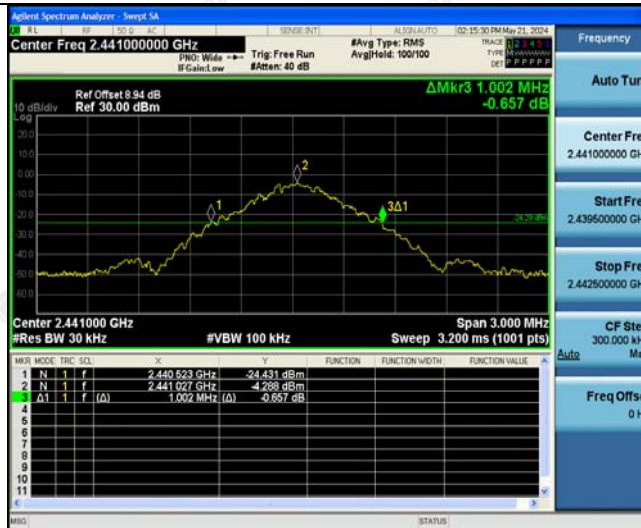 Agilent Spectrum Analyzer - Swept SA
RL RF 50 Ω AC SENSE:INT ALIGNAUTO 02:15:30 PM May 21, 2024
Center Freq 2.441000000 GHz
PNO: Wide
IFGain:Low
Trig: Free Run
#Atten: 40 dB
#Avg Type: RMS
Avg|Hold: 100/100
TRACE 1 2 3 4 5 6
TYPE
DET P P P P P P
Frequency
Auto Tun
Ref Offset 8.94 dB
10 dB/div Ref 30.00 dBm
Log
ΔMkr3 1.002 MHz
-0.657 dB
20.0
10.0
0.00
-10.0
-20.0
-30.0
-40.0
-50.0
-60.0
1
2
3Δ1
-24.29 dBm
Center Fre
2.441000000 GH
Start Fre
2.439500000 GH
Stop Fre
2.442500000 GH
CF Ste
300.000 kH
Auto Ma
Freq Offse
0 H
Center 2.441000 GHz Span 3.000 MHz
#Res BW 30 kHz #VBW 100 kHz Sweep 3.200 ms (1001 pts)
MKR MODE TRC SCL X Y FUNCTION FUNCTION WIDTH FUNCTION VALUE
1 N 1 f 2.440 523 GHz -24.431 dBm
2 N 1 f 2.441 027 GHz -4.288 dBm
3 Δ1 1 f (Δ) 1.002 MHz (Δ) -0.657 dB
4
5
6
7
8
9
10
11
MSG STATUS